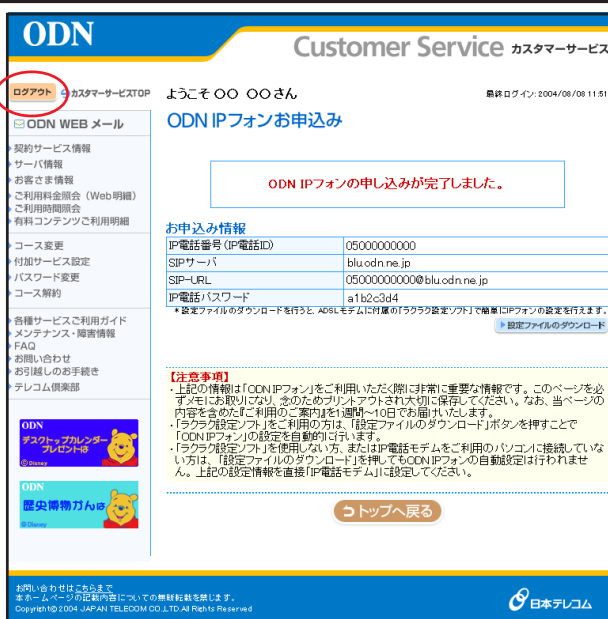 ODN
Customer Service カスタマーサービス
ログアウト
カスタマーサービスTOP
ようこそ ○○ ○○さん
最終ログイン: 2004/08/08 11:51
ODN WEB メール
ODN IPフォンお申込み
契約サービス情報
サーバ情報
お客さま情報
ご利用料金照会(Web明細)
ご利用時間照会
有料コンテンツご利用明細
コース変更
付加サービス設定
パスワード変更
コース解約
各種サービスご利用ガイド
メンテナンス・障害情報
FAQ
お問い合わせ
お引越しのお手続き
テレコム倶楽部
ODN
デスクトップカレンダー
プレゼントは
©Disney
ODN
歴史博物がんは
©Disney
ODN IPフォンの申し込みが完了しました。
お申込み情報
IP電話番号(IP電話ID) 05000000000
SIPサーバ blu.odn.ne.jp
SIP-URL 05000000000@blu.odn.ne.jp
IP電話パスワード a1b2c3d4
*設定ファイルのダウンロードを行うと、ADSLモデムに付属の「ラクラク設定ソフト」で簡単にIPフォンの設定を行えます。
設定ファイルのダウンロード
【注意事項】
・上記の情報は「ODN IPフォン」をご利用いただく際に非常に重要な情報です。このページを必
ずメモにお取りになり、念のためプリントアウトされ大切に保存してください。なお、当ページの
内容を含めた『ご利用のご案内』を1週間~10日でお届けいたします。
・「ラクラク設定ソフト」をご利用の方は、「設定ファイルのダウンロード」ボタンを押すことで
「ODN IPフォン」の設定を自動的に行います。
・「ラクラク設定ソフト」を使用しない方、またはIP電話モデムをご利用のパソコンに接続していな
い方は、「設定ファイルのダウンロード」を押してもODN IPフォンの自動設定は行われませ
ん。上記の設定情報を直接「IP電話モデム」に設定してください。
トップへ戻る
お問い合わせはこちらまで
本ホームページの記載内容についての無断転載を禁じます。
Copyright© 2004 JAPAN TELECOM CO.,LTD.All Rights Reserved
日本テレコム